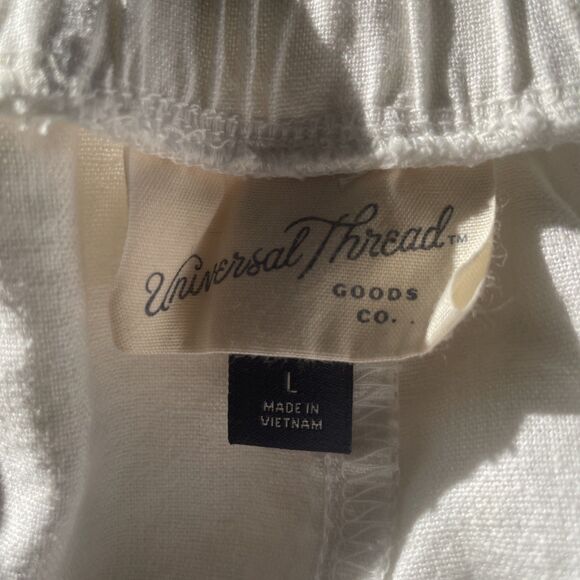 Universal Thread™
GOODS
CO.
L
MADE IN
VIETNAM